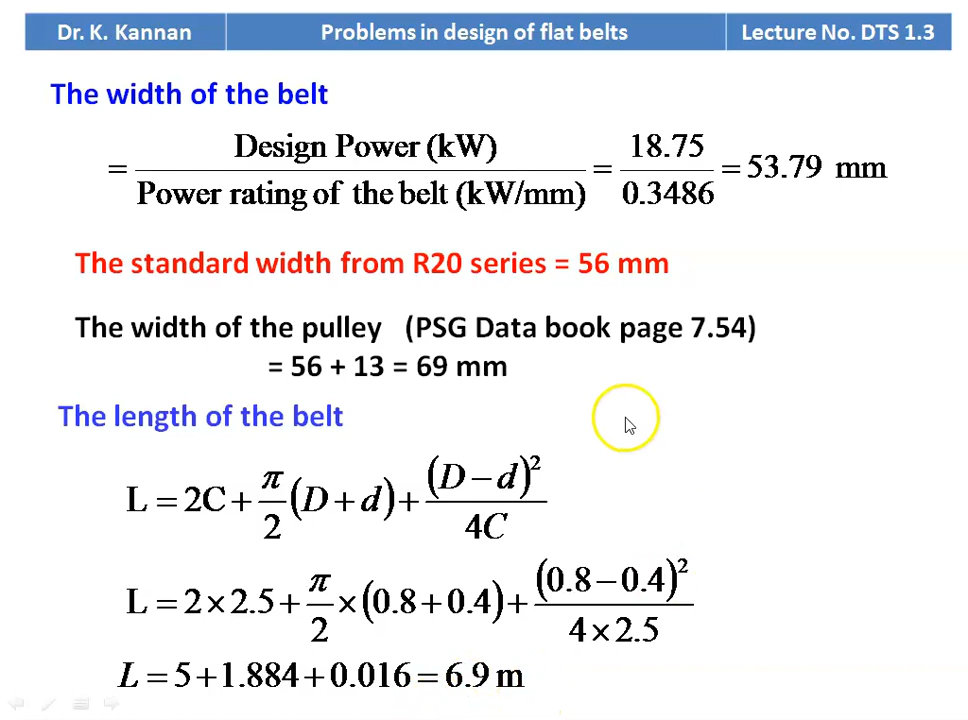 Dr. K. Kannan Problems in design of flat belts Lecture No. DTS 1.3
The width of the belt
= Design Power (kW) / Power rating of the belt (kW/mm) = 18.75 / 0.3486 = 53.79 mm
The standard width from R20 series = 56 mm
The width of the pulley (PSG Data book page 7.54)
= 56 + 13 = 69 mm
The length of the belt
L = 2C + π/2 (D + d) + (D − d)² / 4C
L = 2 × 2.5 + π/2 × (0.8 + 0.4) + (0.8 − 0.4)² / 4 × 2.5
L = 5 + 1.884 + 0.016 = 6.9 m